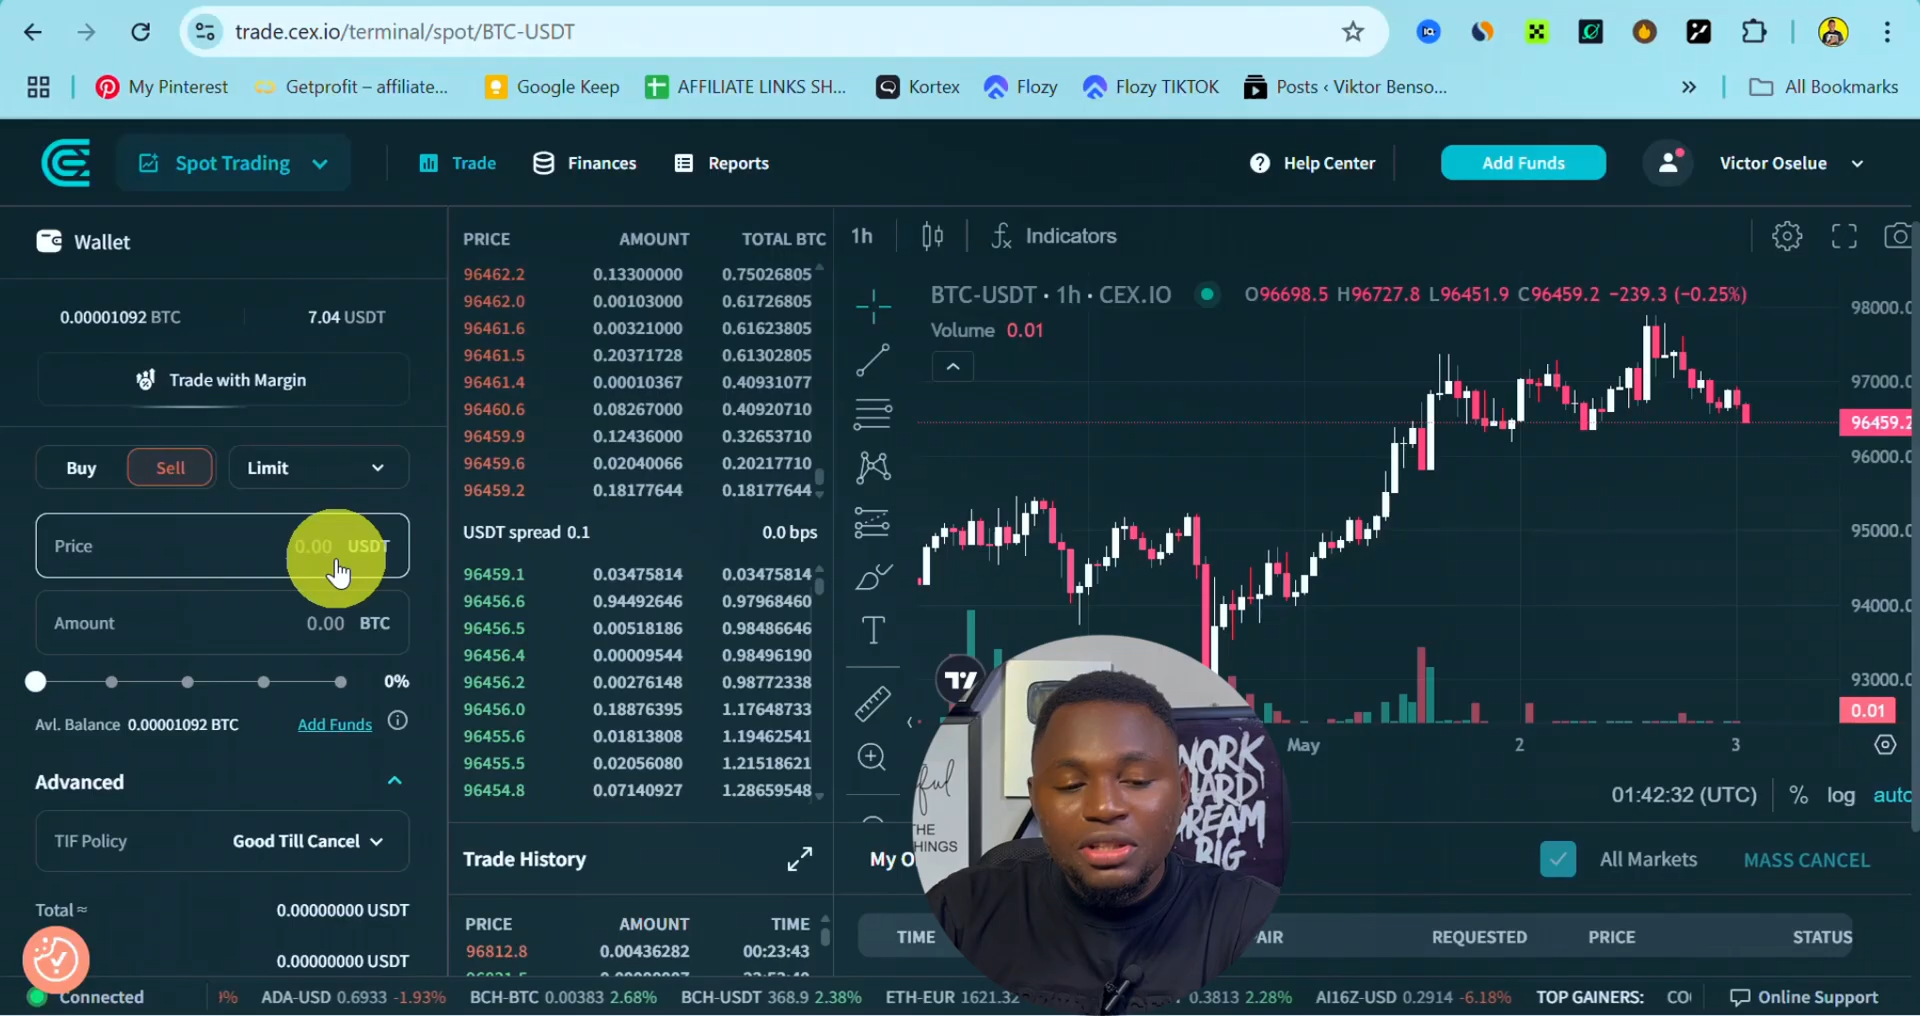 trade.cex.io/terminal/spot/BTC-USDT
My Pinterest
Getprofit – affiliate...
Google Keep
AFFILIATE LINKS SH...
Kortex
Flozy
Flozy TIKTOK
Posts ‹ Viktor Benso...
»
All Bookmarks
Spot Trading
Trade
Finances
Reports
Help Center
Add Funds
Victor Oselue
Wallet
0.00001092 BTC
7.04 USDT
Trade with Margin
Buy
Sell
Limit
Price
0.00 USDT
Amount
0.00 BTC
0%
Avl. Balance 0.00001092 BTC
Add Funds
Advanced
TIF Policy
Good Till Cancel
Total ≈
0.00000000 USDT
0.00000000 USDT
PRICE AMOUNT TOTAL BTC
96462.2 0.13300000 0.75026805
96462.0 0.00103000 0.61726805
96461.6 0.00321000 0.61623805
96461.5 0.20371728 0.61302805
96461.4 0.00010367 0.40931077
96460.6 0.08267000 0.40920710
96459.9 0.12436000 0.32653710
96459.6 0.02040066 0.20217710
96459.2 0.18177644 0.18177644
USDT spread 0.1 0.0 bps
96459.1 0.03475814 0.03475814
96456.6 0.94492646 0.97968460
96456.5 0.00518186 0.98486646
96456.4 0.00009544 0.98496190
96456.2 0.00276148 0.98772338
96456.0 0.18876395 1.17648733
96455.6 0.01813808 1.19462541
96455.5 0.02056080 1.21518621
96454.8 0.07140927 1.28659548
Trade History
PRICE AMOUNT TIME
96812.8 0.00436282 00:23:43
1h
Indicators
BTC-USDT · 1h · CEX.IO
O96698.5 H96727.8 L96451.9 C96459.2 −239.3 (−0.25%)
Volume 0.01
98000.0
97000.0
96459.2
96000.0
95000.0
94000.0
93000.0
0.01
May
2
3
01:42:32 (UTC)
%
log
auto
WORK
HARD
DREAM
BIG
ful
THE
THINGS
My O
All Markets
MASS CANCEL
TIME
AIR
REQUESTED
PRICE
STATUS
Connected
ADA-USD 0.6933 -1.93%
BCH-BTC 0.00383 2.68%
BCH-USDT 368.9 2.38%
ETH-EUR 1621.32
0.3813 2.28%
AI16Z-USD 0.2914 -6.18%
TOP GAINERS:
Online Support